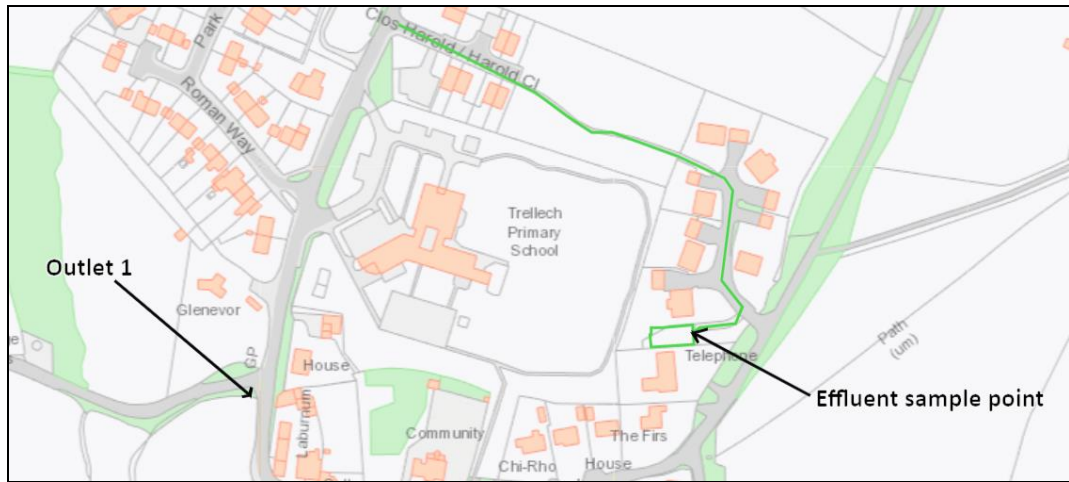 Clos Harold / Harold Cl
Park
Roman Way
Trellech
Primary
School
Outlet 1
Glenevor
GP
House
Laburnum
Path
(um)
Telephone
Effluent sample point
Community
The Firs
Chi-Rho
House